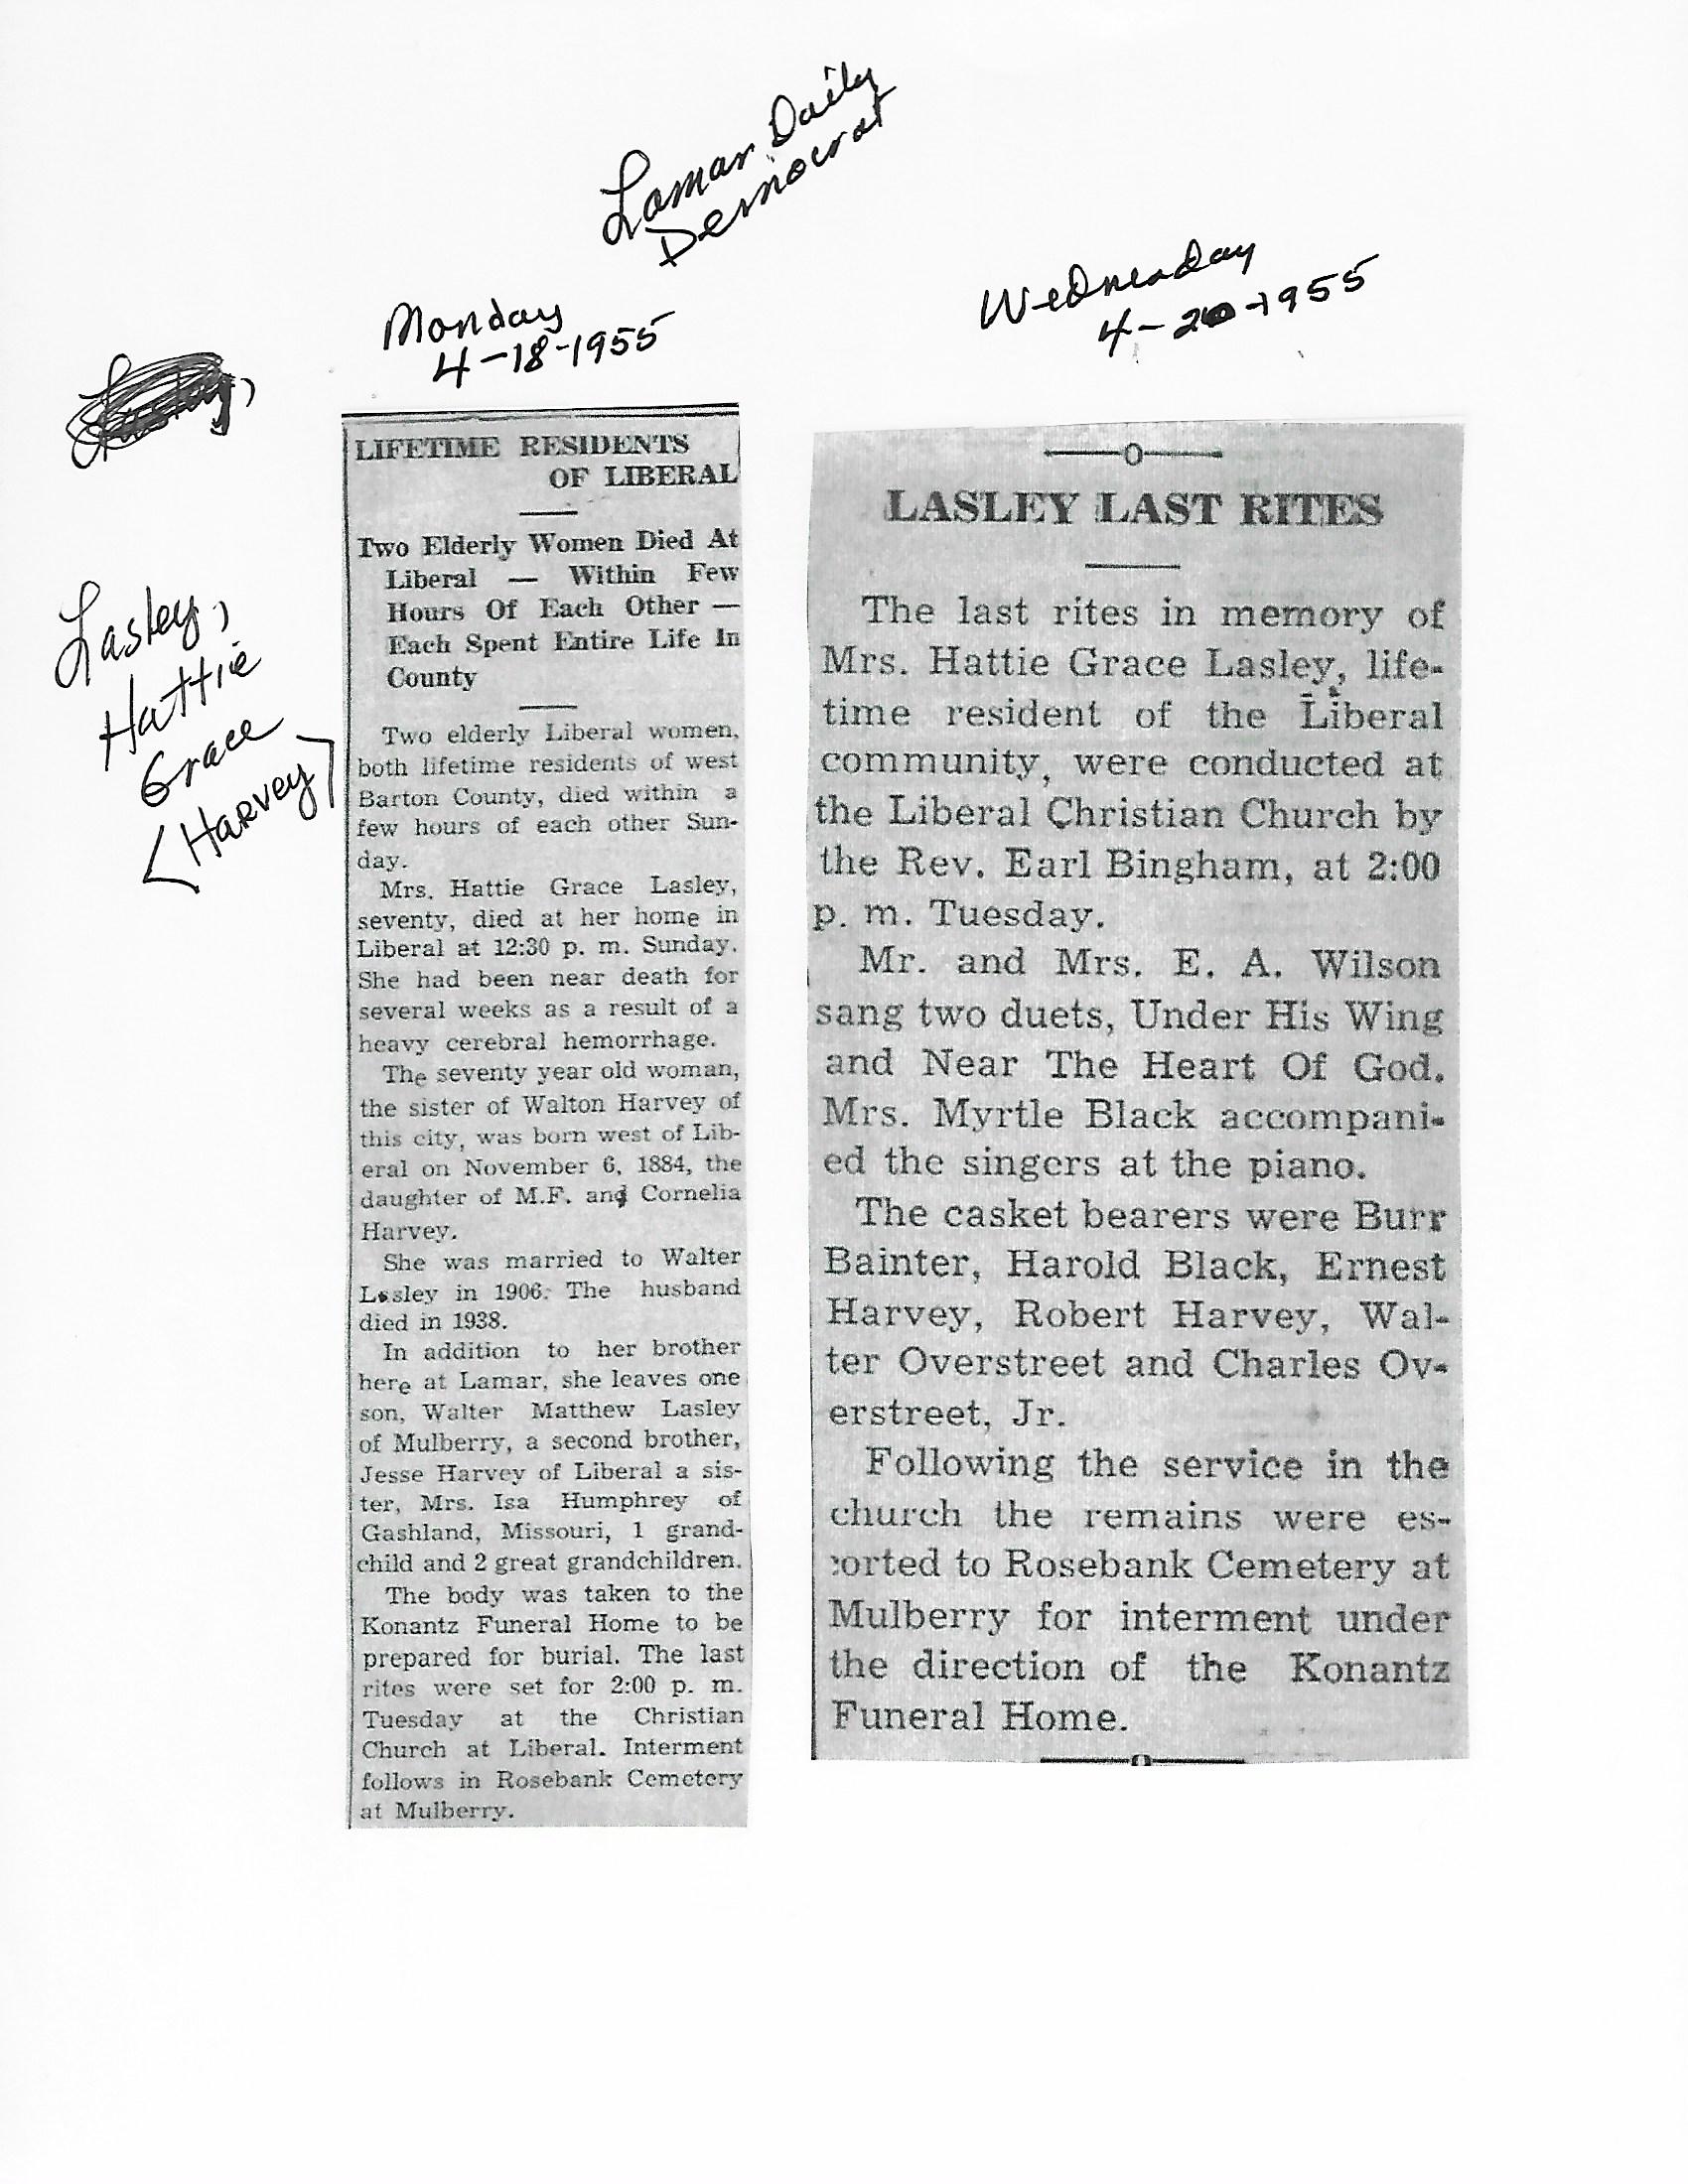 Lamar Daily
Democrat
Monday
4-18-1955
Wednesday
4-20-1955
Lasley,
Hattie
Grace
[Harvey]
LIFETIME RESIDENTS
OF LIBERAL
Two Elderly Women Died At
Liberal — Within Few
Hours Of Each Other —
Each Spent Entire Life In
County
Two elderly Liberal women,
both lifetime residents of west
Barton County, died within a
few hours of each other Sun-
day.
Mrs. Hattie Grace Lasley,
seventy, died at her home in
Liberal at 12:30 p. m. Sunday.
She had been near death for
several weeks as a result of a
heavy cerebral hemorrhage.
The seventy year old woman,
the sister of Walton Harvey of
this city, was born west of Lib-
eral on November 6, 1884, the
daughter of M.F. and Cornelia
Harvey.
She was married to Walter
Lasley in 1906. The husband
died in 1938.
In addition to her brother
here at Lamar, she leaves one
son, Walter Matthew Lasley
of Mulberry, a second brother,
Jesse Harvey of Liberal a sis-
ter, Mrs. Isa Humphrey of
Gashland, Missouri, 1 grand-
child and 2 great grandchildren.
The body was taken to the
Konantz Funeral Home to be
prepared for burial. The last
rites were set for 2:00 p. m.
Tuesday at the Christian
Church at Liberal. Interment
follows in Rosebank Cemetery
at Mulberry.
LASLEY LAST RITES
The last rites in memory of
Mrs. Hattie Grace Lasley, life-
time resident of the Liberal
community, were conducted at
the Liberal Christian Church by
the Rev. Earl Bingham, at 2:00
p. m. Tuesday.
Mr. and Mrs. E. A. Wilson
sang two duets, Under His Wing
and Near The Heart Of God.
Mrs. Myrtle Black accompani-
ed the singers at the piano.
The casket bearers were Burr
Bainter, Harold Black, Ernest
Harvey, Robert Harvey, Wal-
ter Overstreet and Charles Ov-
erstreet, Jr.
Following the service in the
church the remains were es-
corted to Rosebank Cemetery at
Mulberry for interment under
the direction of the Konantz
Funeral Home.